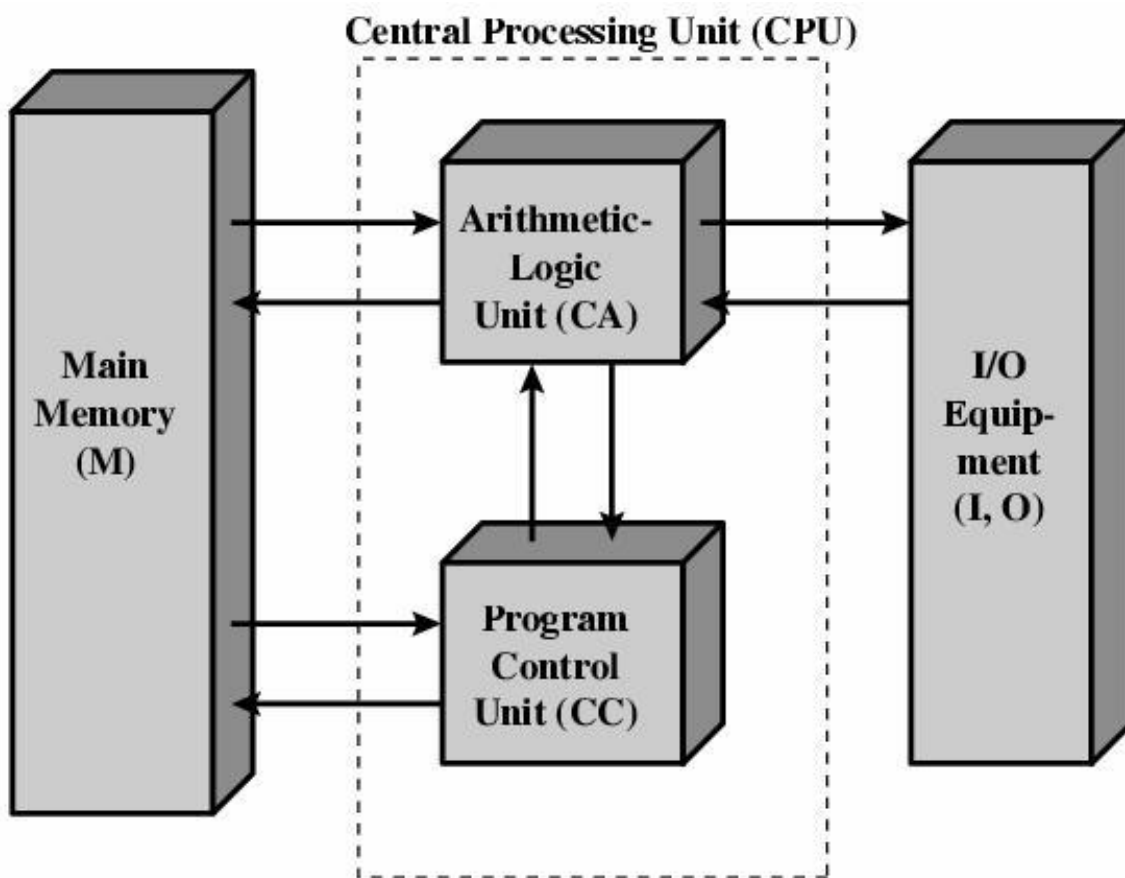 Central Processing Unit (CPU)
Main
Memory
(M)
Arithmetic-
Logic
Unit (CA)
Program
Control
Unit (CC)
I/O
Equip-
ment
(I, O)